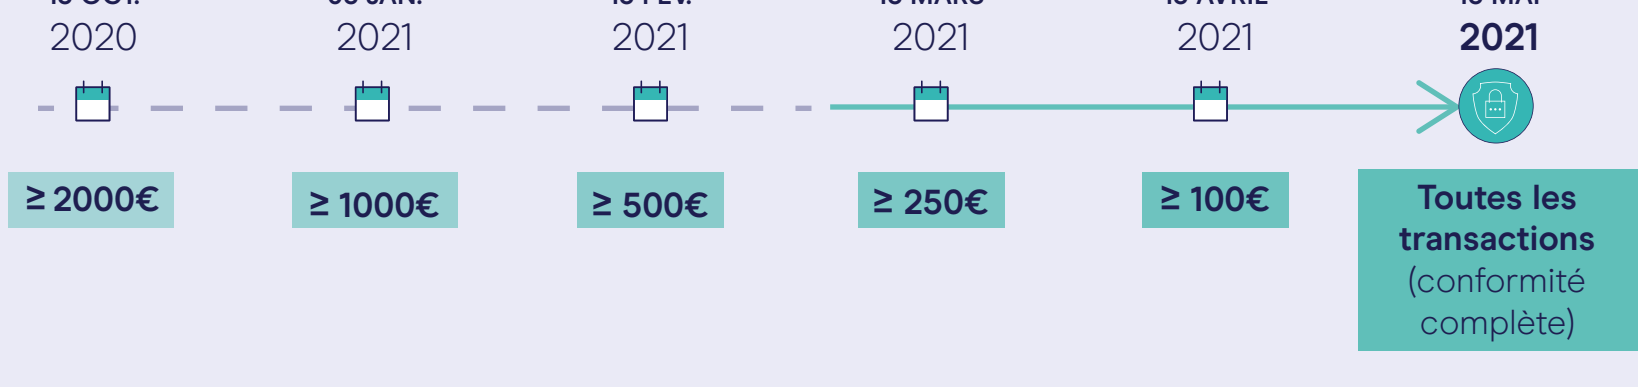 2020
2021
2021
2021
2021
2021
≥ 2000€
≥ 1000€
≥ 500€
≥ 250€
≥ 100€
Toutes les
transactions
(conformité
complète)